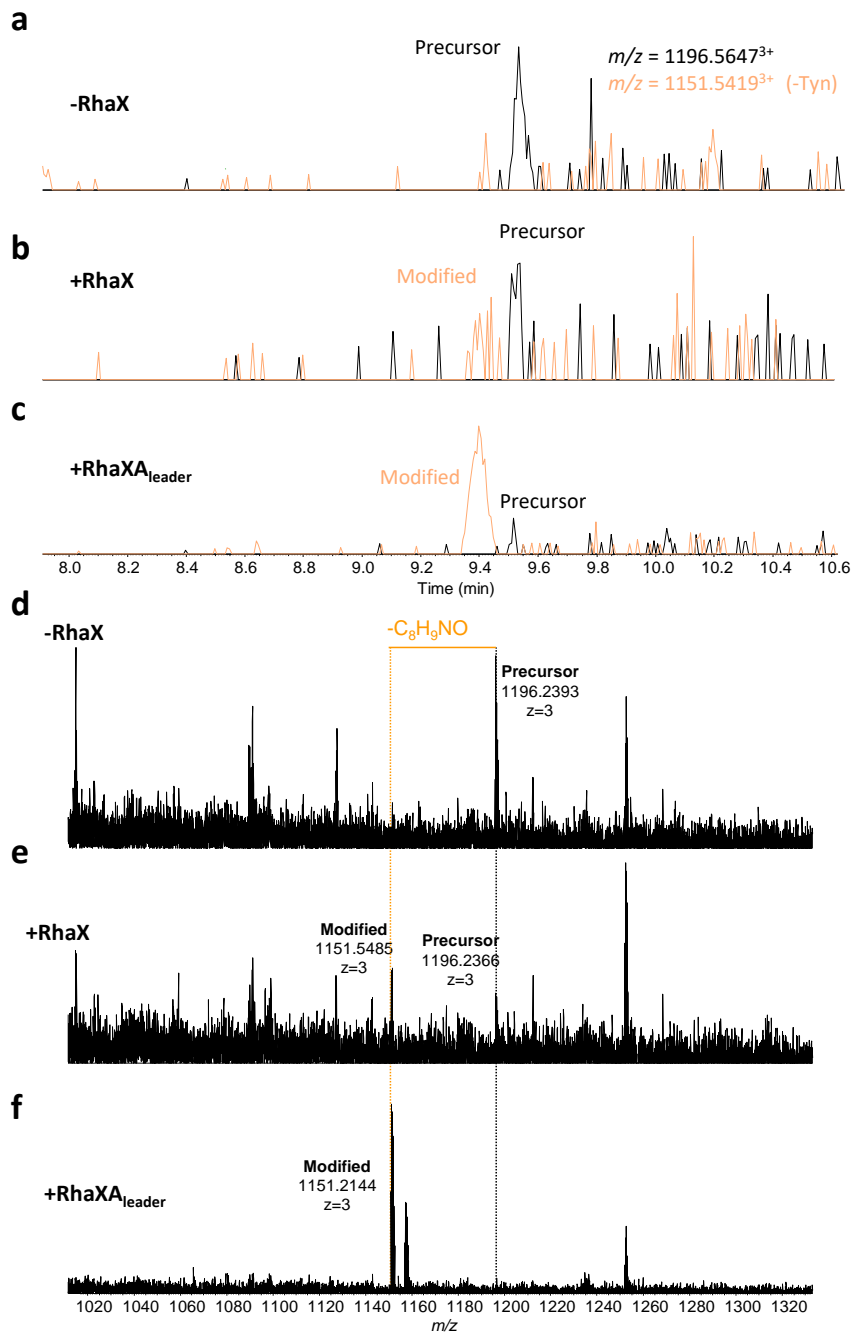 a
Precursor
m/z = 1196.5647³⁺
-RhaX
m/z = 1151.5419³⁺ (-Tyn)
b
Precursor
+RhaX
Modified
c
+RhaXA_leader
Modified
Precursor
8.0 8.2 8.4 8.6 8.8 9.0 9.2 9.4 9.6 9.8 10.0 10.2 10.4 10.6
Time (min)
d
-RhaX
-C₈H₉NO
Precursor
1196.2393
z=3
e
+RhaX
Modified
1151.5485
z=3
Precursor
1196.2366
z=3
f
+RhaXA_leader
Modified
1151.2144
z=3
1020 1040 1060 1080 1100 1120 1140 1160 1180 1200 1220 1240 1260 1280 1300 1320
m/z